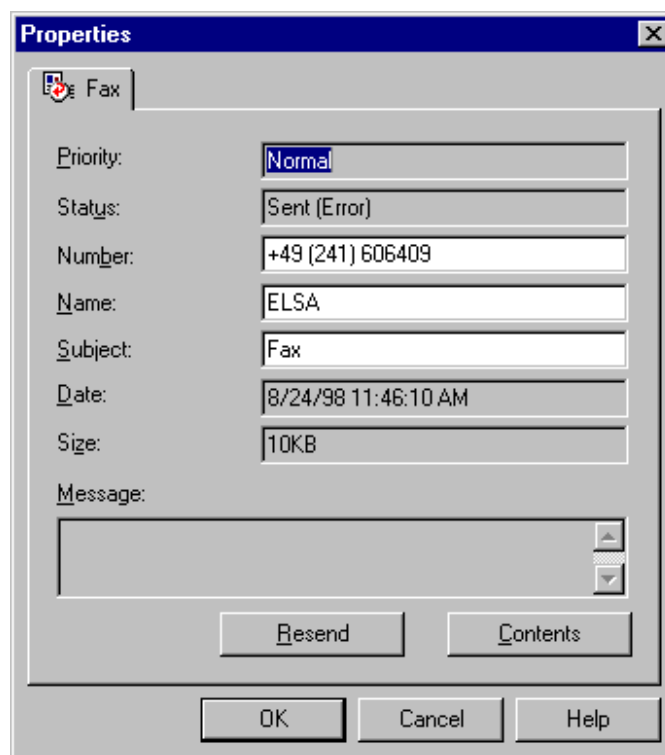 Properties
Fax
Priority: Normal
Status: Sent (Error)
Number: +49 (241) 606409
Name: ELSA
Subject: Fax
Date: 8/24/98 11:46:10 AM
Size: 10KB
Message:
Resend Contents
OK Cancel Help